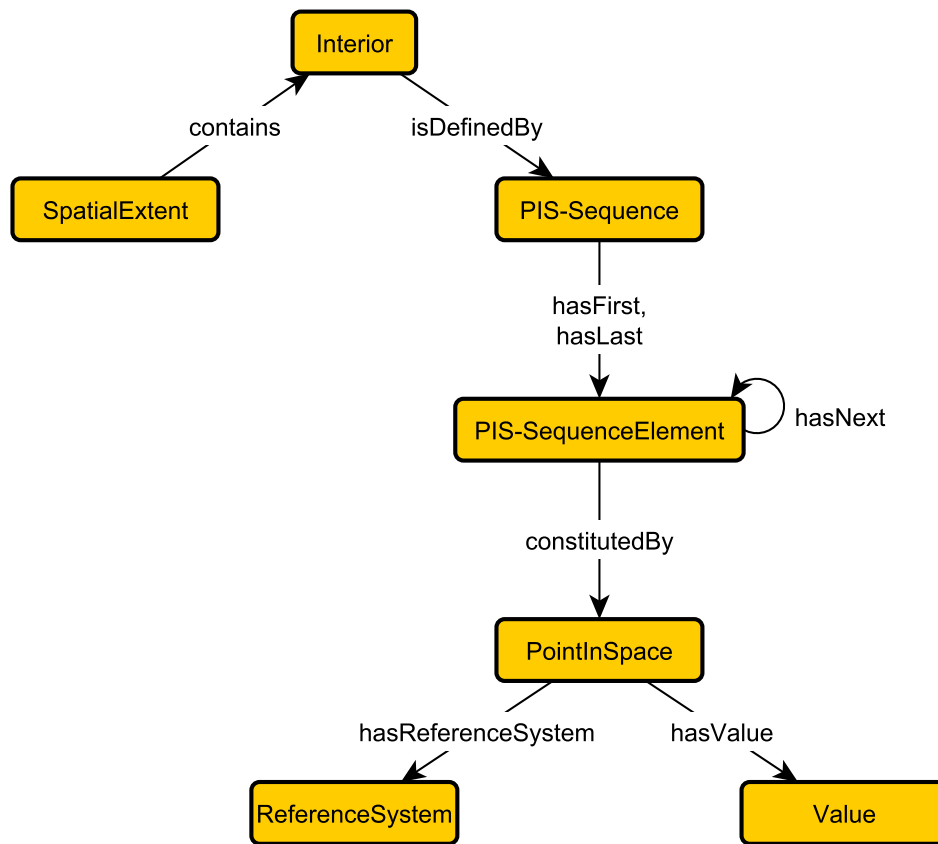 Interior
contains
isDefinedBy
SpatialExtent
PIS-Sequence
hasFirst,
hasLast
PIS-SequenceElement
hasNext
constitutedBy
PointInSpace
hasReferenceSystem
hasValue
ReferenceSystem
Value